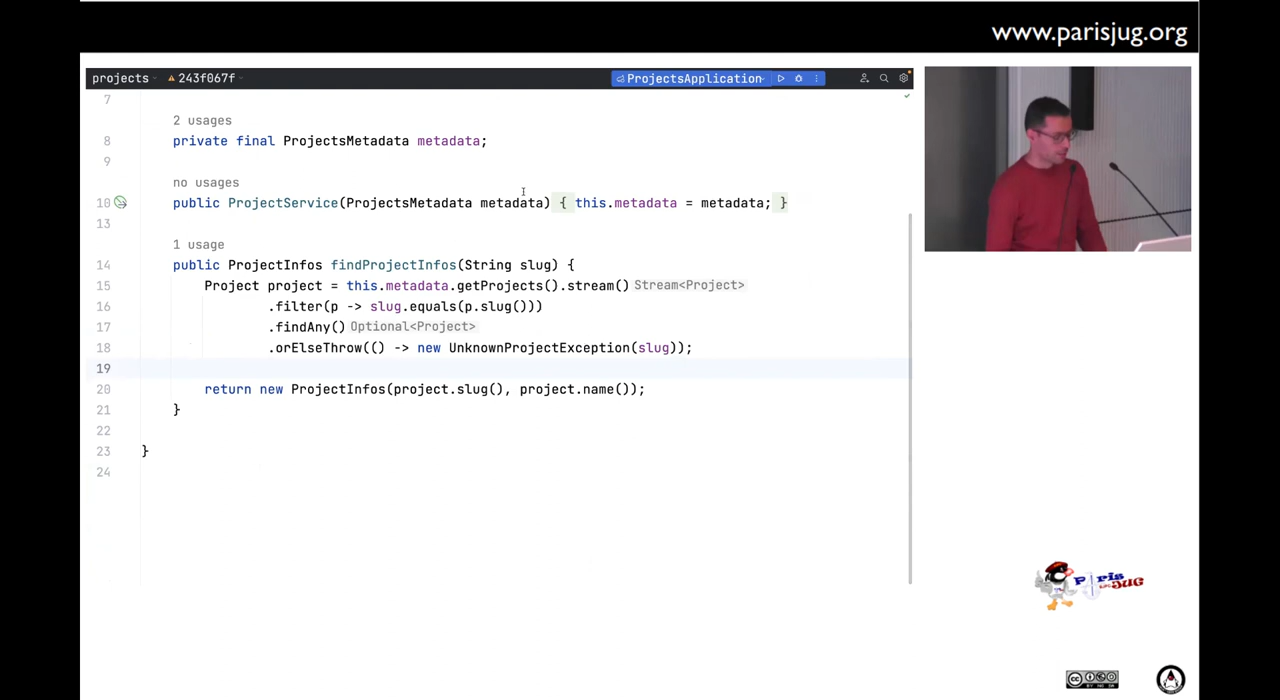 www.parisjug.org
projects
243f067f
ProjectsApplication
7
2 usages
8 private final ProjectsMetadata metadata;
9
no usages
10 public ProjectService(ProjectsMetadata metadata) { this.metadata = metadata; }
13
1 usage
14 public ProjectInfos findProjectInfos(String slug) {
15 Project project = this.metadata.getProjects().stream() Stream<Project>
16 .filter(p -> slug.equals(p.slug()))
17 .findAny() Optional<Project>
18 .orElseThrow(() -> new UnknownProjectException(slug));
19
20 return new ProjectInfos(project.slug(), project.name());
21 }
22
23 }
24
Paris JUG
cc